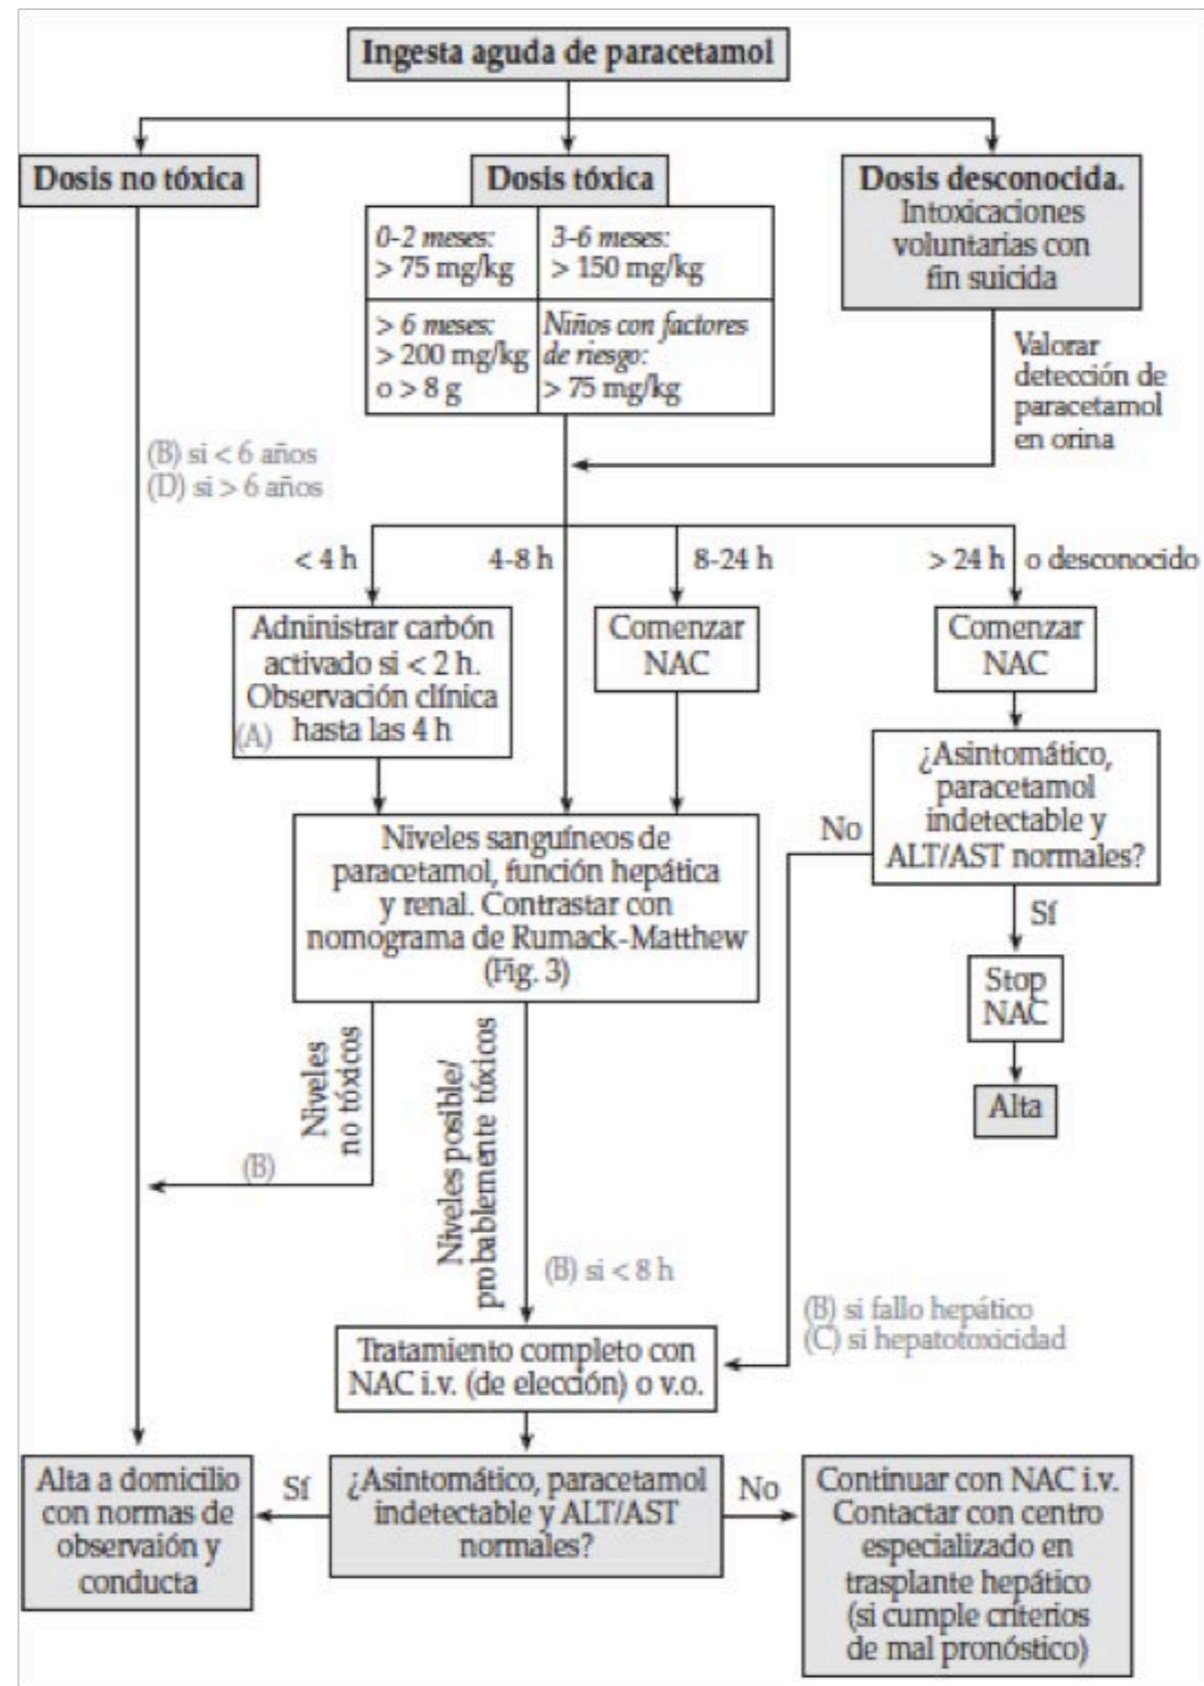 Ingesta aguda de paracetamol
Dosis no tóxica
Dosis tóxica
0-2 meses:
> 75 mg/kg
3-6 meses:
> 150 mg/kg
> 6 meses:
> 200 mg/kg
o > 8 g
Niños con factores
de riesgo:
> 75 mg/kg
Dosis desconocida.
Intoxicaciones
voluntarias con
fin suicida
Valorar
detección de
paracetamol
en orina
(B) si < 6 años
(D) si > 6 años
< 4 h
4-8 h
8-24 h
> 24 h o desconocido
Adninistrar carbón
activado si < 2 h.
Observación clínica
(A) hasta las 4 h
Comenzar
NAC
Comenzar
NAC
¿Asintomático,
paracetamol
indetectable y
ALT/AST normales?
No
Sí
Stop
NAC
Alta
Niveles sanguíneos de
paracetamol, función hepática
y renal. Contrastar con
nomograma de Rumack-Matthew
(Fig. 3)
Niveles
no tóxicos
(B)
Niveles posible/
probablemente tóxicos
(B) si < 8 h
(B) si fallo hepático
(C) si hepatotoxicidad
Tratamiento completo con
NAC i.v. (de elección) o v.o.
¿Asintomático, paracetamol
indetectable y ALT/AST
normales?
Sí
No
Alta a domicilio
con normas de
observaión y
conducta
Continuar con NAC i.v.
Contactar con centro
especializado en
trasplante hepático
(si cumple criterios
de mal pronóstico)